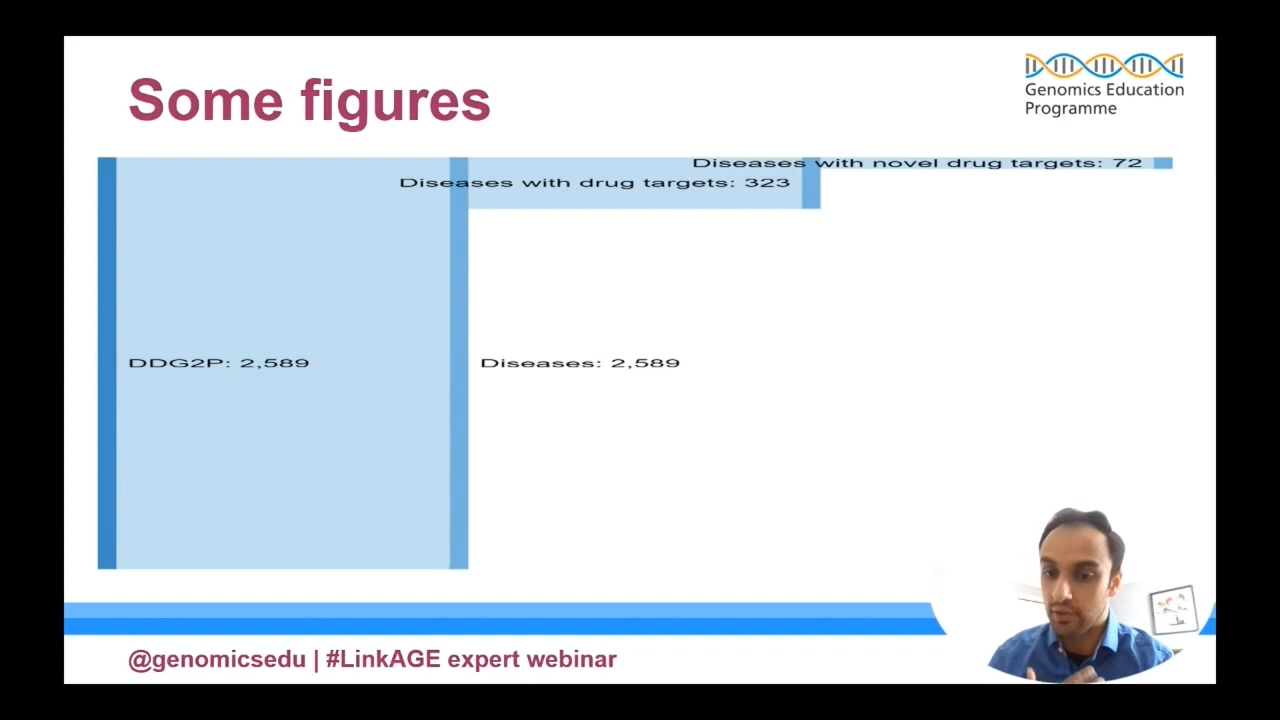 Some figures
Genomics Education
Programme
Diseases with novel drug targets: 72
Diseases with drug targets: 323
DDG2P: 2,589
Diseases: 2,589
@genomicsedu | #LinkAGE expert webinar